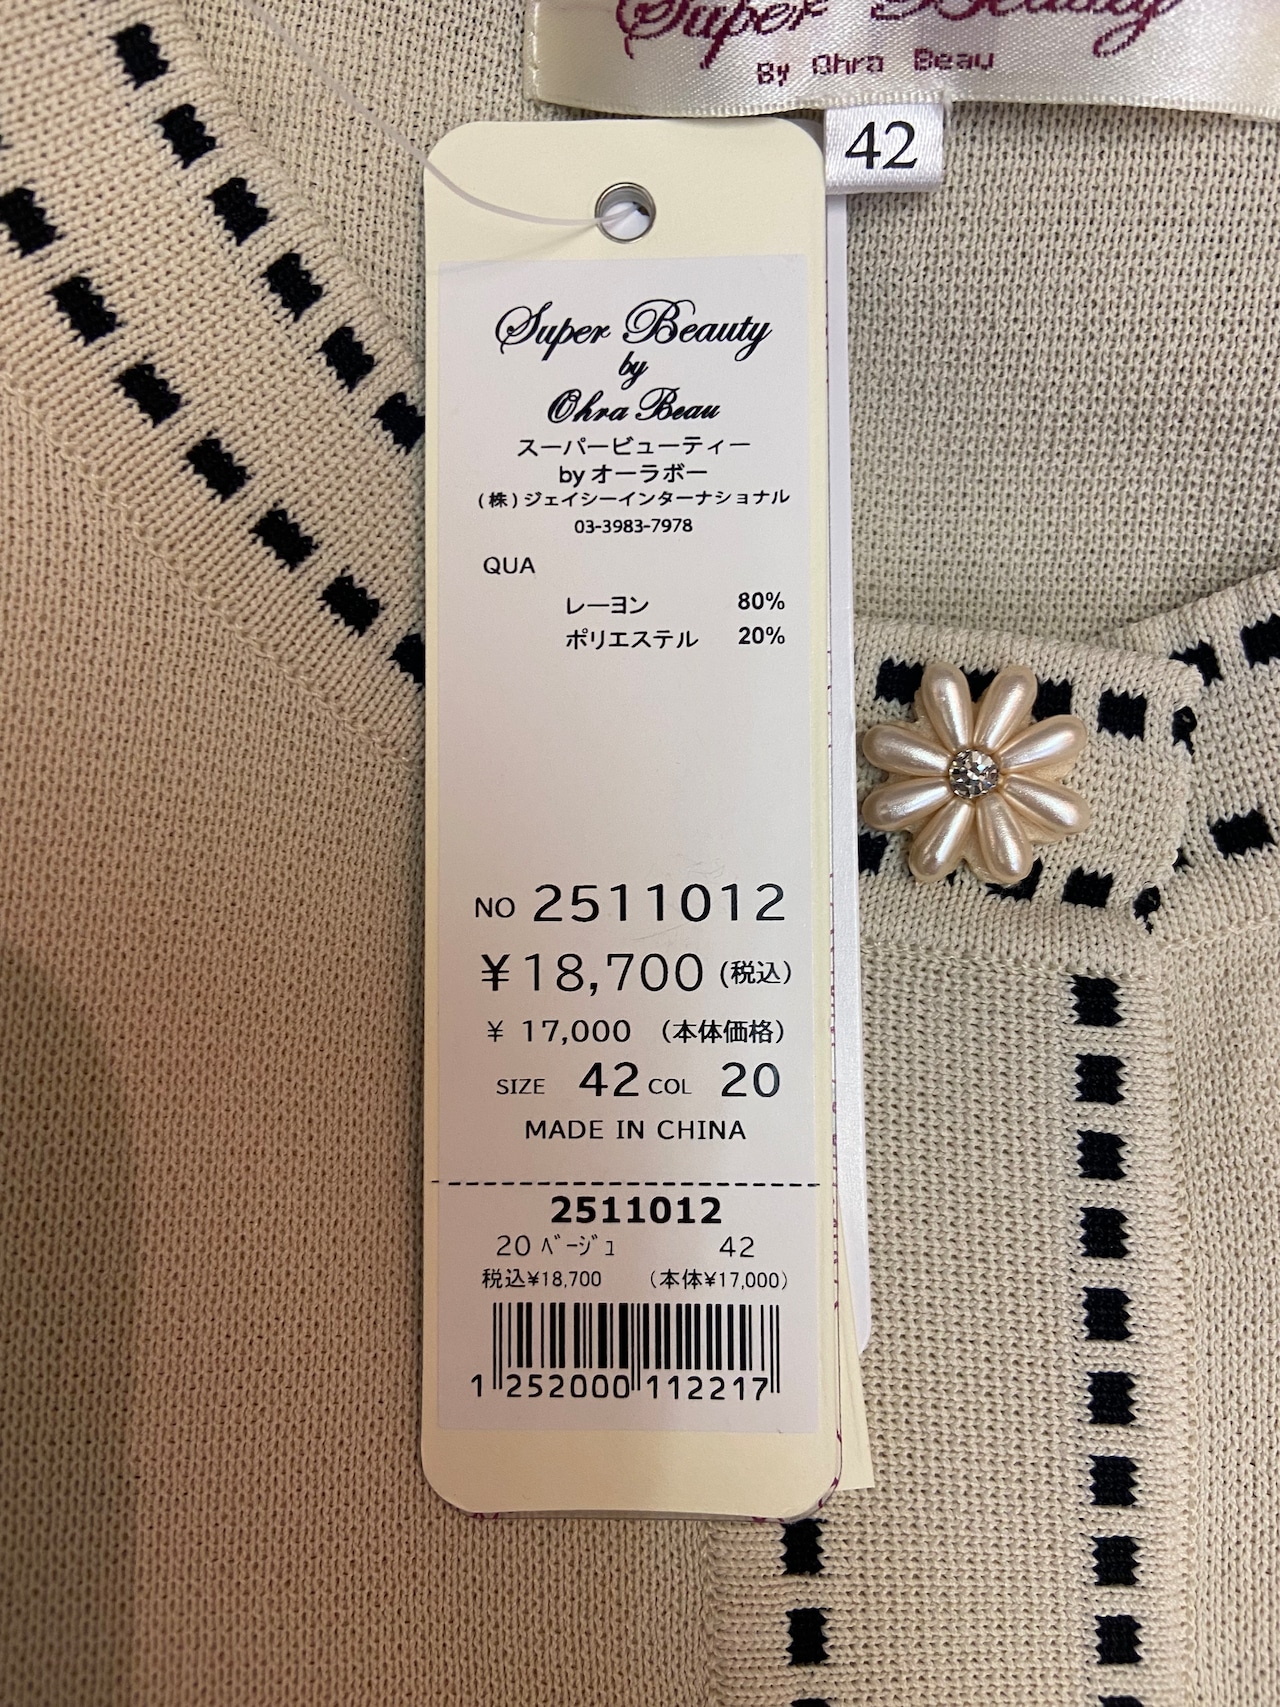 Super Beauty
By Ohra Beau
42
Super Beauty
by
Ohra Beau
スーパービューティー
by オーラボー
(株)ジェイシーインターナショナル
03-3983-7978
QUA
レーヨン 80%
ポリエステル 20%
NO 2511012
¥18,700 (税込)
¥ 17,000 (本体価格)
SIZE 42 COL 20
MADE IN CHINA
2511012
20 ﾍﾞｰｼﾞｭ 42
税込¥18,700 (本体¥17,000)
1 252000 112217